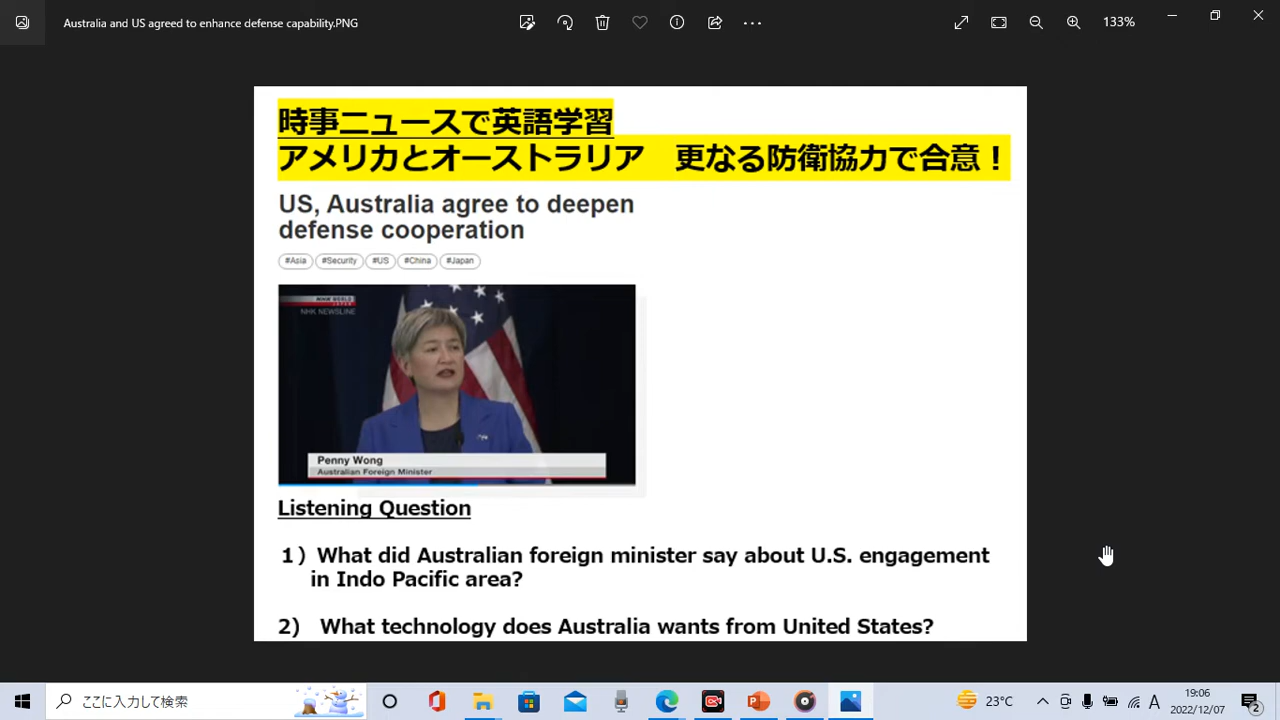 Australia and US agreed to enhance defense capability.PNG
133%
時事ニュースで英語学習
アメリカとオーストラリア 更なる防衛協力で合意！
US, Australia agree to deepen
defense cooperation
#Asia #Security #US #China #Japan
NHK WORLD
JAPAN
NHK NEWSLINE
Penny Wong
Australian Foreign Minister
Listening Question
1）What did Australian foreign minister say about U.S. engagement
in Indo Pacific area?
2) What technology does Australia wants from United States?
ここに入力して検索
23°C
A
19:06
2022/12/07
2